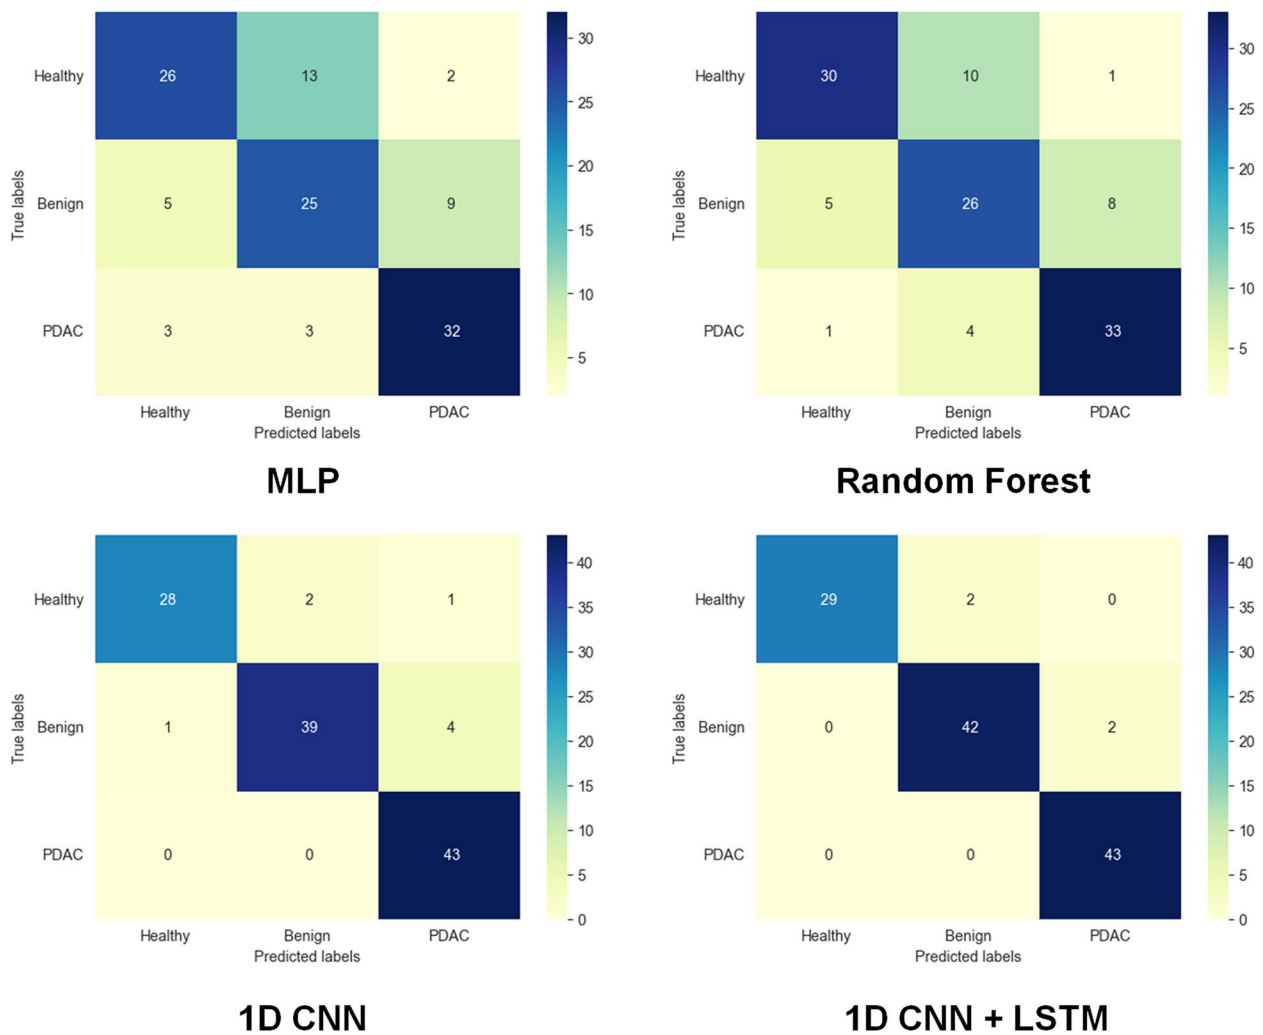 Healthy 26 13 2
Benign 5 25 9
PDAC 3 3 32
True labels
Healthy Benign PDAC
Predicted labels
30
25
20
15
10
5
MLP
Healthy 30 10 1
Benign 5 26 8
PDAC 1 4 33
True labels
Healthy Benign PDAC
Predicted labels
30
25
20
15
10
5
Random Forest
Healthy 28 2 1
Benign 1 39 4
PDAC 0 0 43
True labels
Healthy Benign PDAC
Predicted labels
40
35
30
25
20
15
10
5
0
1D CNN
Healthy 29 2 0
Benign 0 42 2
PDAC 0 0 43
True labels
Healthy Benign PDAC
Predicted labels
40
35
30
25
20
15
10
5
0
1D CNN + LSTM